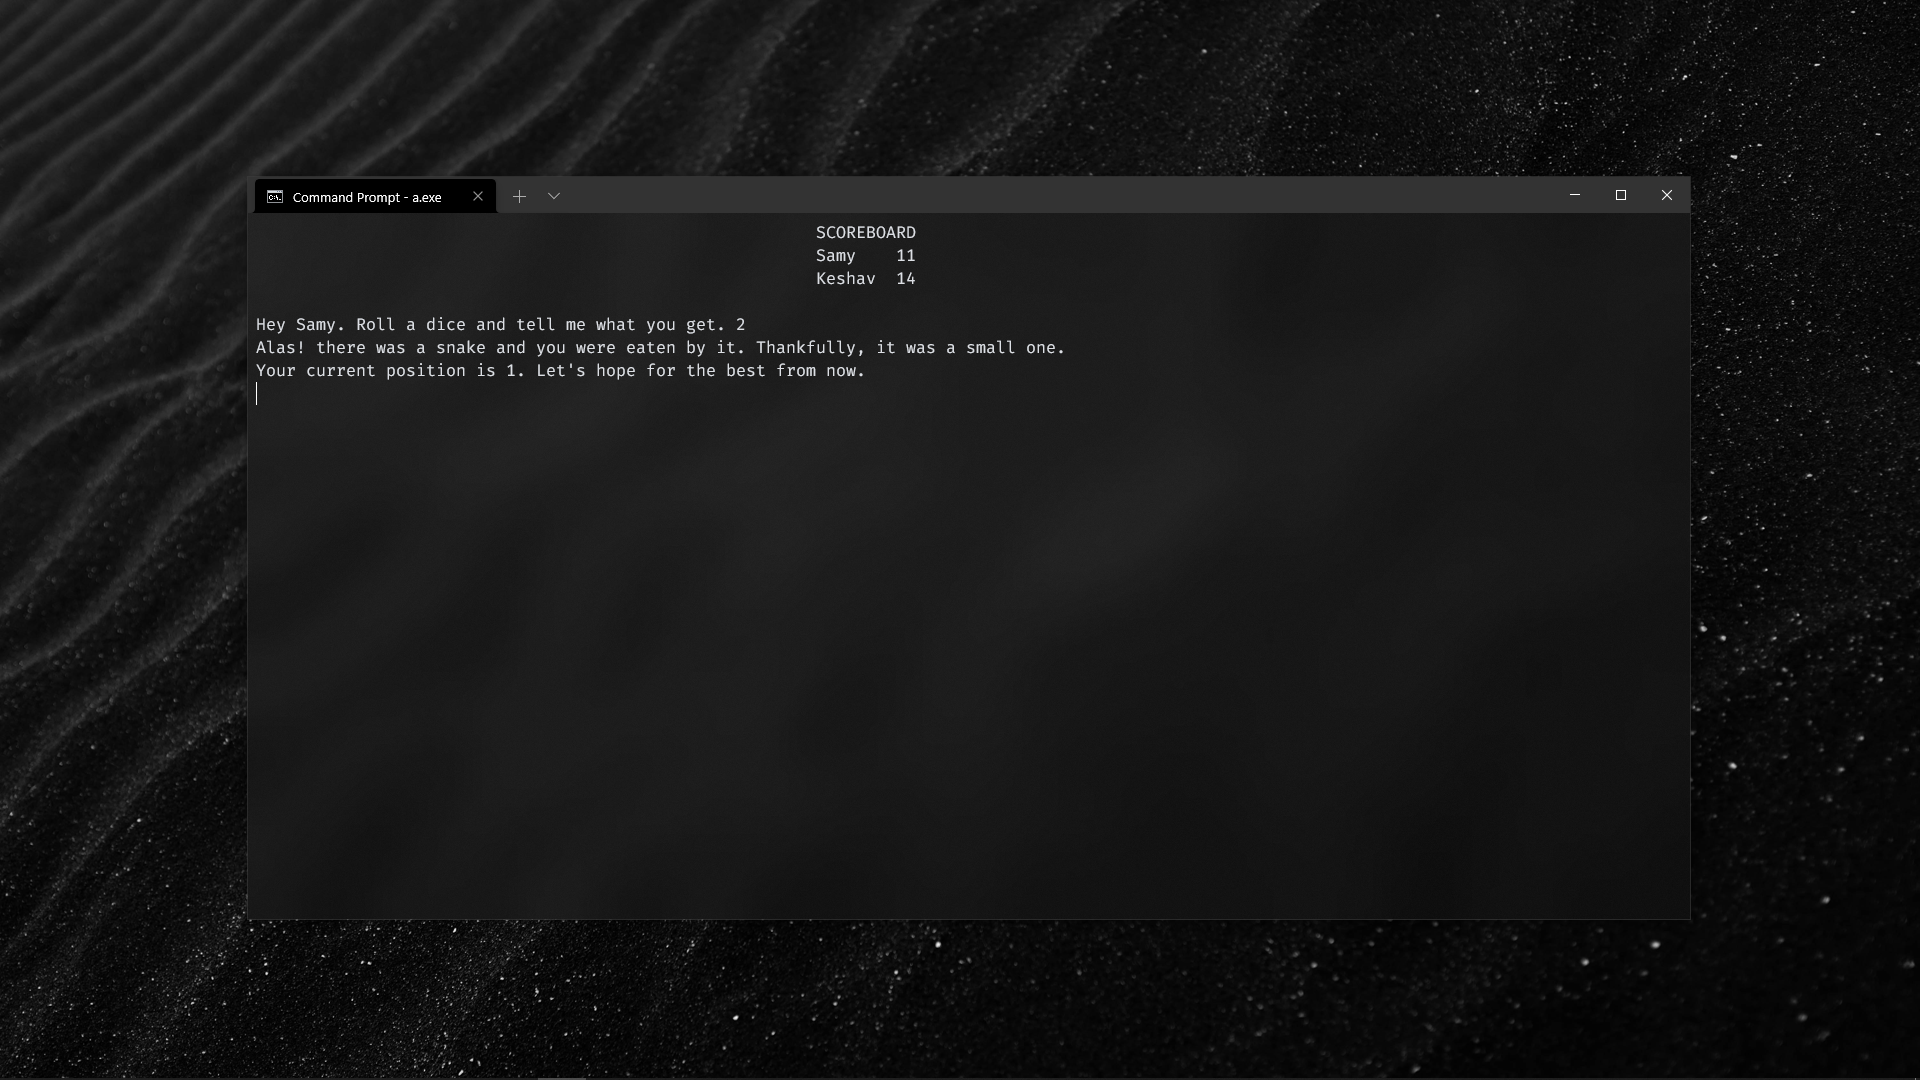 Command Prompt - a.exe
SCOREBOARD
Samy 11
Keshav 14
Hey Samy. Roll a dice and tell me what you get. 2
Alas! there was a snake and you were eaten by it. Thankfully, it was a small one.
Your current position is 1. Let's hope for the best from now.